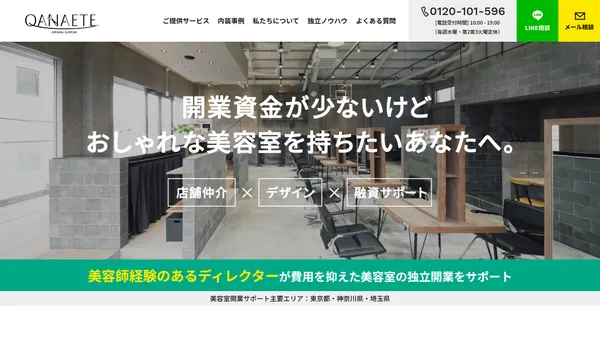 QANAETE
OPENING SUPPORT
ご提供サービス 内装事例 私たちについて 独立ノウハウ よくある質問
0120-101-596
[電話受付時間] 10:00 - 19:00
（毎週水曜・第2第3火曜定休）
LINE相談
メール相談
開業資金が少ないけど
おしゃれな美容室を持ちたいあなたへ。
店舗仲介 × デザイン × 融資サポート
美容師経験のあるディレクターが費用を抑えた美容室の独立開業をサポート
美容室開業サポート主要エリア：東京都・神奈川県・埼玉県